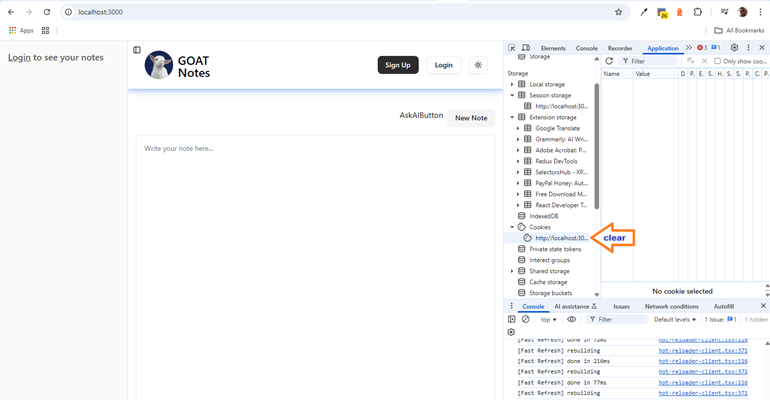 localhost:3000
26
Apps
All Bookmarks
Login to see your notes
GOAT
Notes
Sign Up
Login
AskAIButton
New Note
Write your note here...
Elements
Console
Recorder
Application
3
1
Storage
Filter
Only show coo...
Storage
Local storage
Session storage
http://localhost:30...
Extension storage
Google Translate
Grammarly: AI Wri...
Adobe Acrobat: P...
Redux DevTools
SelectorsHub - XP...
PayPal Honey: Aut...
Free Download M...
React Developer T...
IndexedDB
Cookies
http://localhost:30...
Private state tokens
Interest groups
Shared storage
Cache storage
Storage buckets
Name
Value
D
P.
E.
S.
H
S.
S.
P.
C.
P.
clear
No cookie selected
Console
AI assistance
Issues
Network conditions
Autofill
top
Filter
Default levels
1 Issue:
1
1 hidden
[Fast Refresh] done in 72ms
hot-reloader-client.tsx:116
[Fast Refresh] rebuilding
hot-reloader-client.tsx:371
[Fast Refresh] done in 216ms
hot-reloader-client.tsx:116
[Fast Refresh] rebuilding
hot-reloader-client.tsx:371
[Fast Refresh] done in 77ms
hot-reloader-client.tsx:116
[Fast Refresh] rebuilding
hot-reloader-client.tsx:371